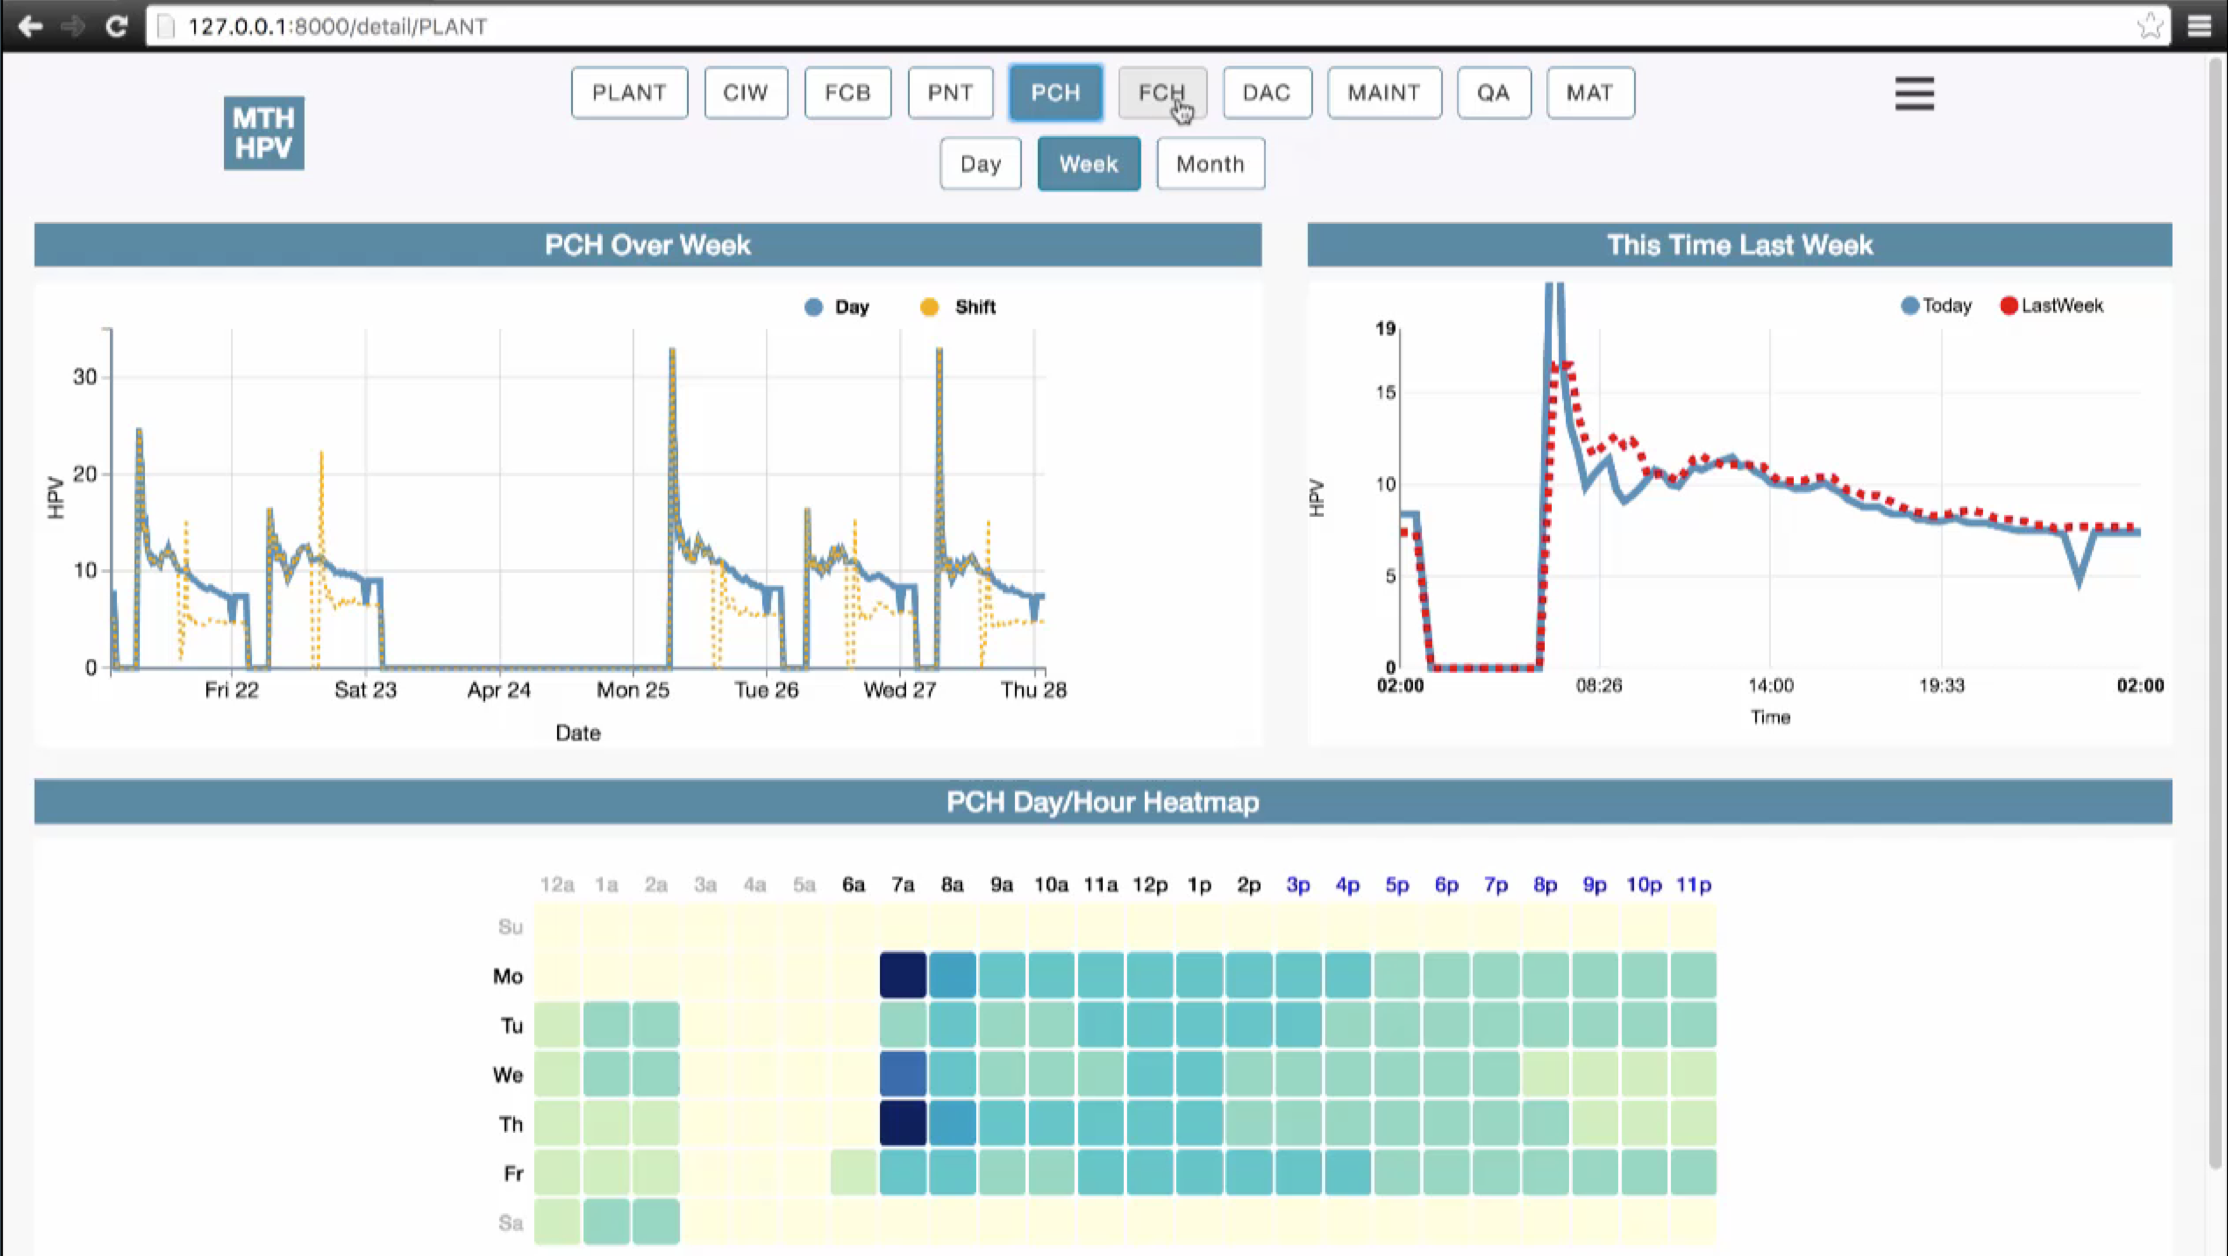 127.0.0.1:8000/detail/PLANT
MTH
HPV
PLANT CIW FCB PNT PCH FCH DAC MAINT QA MAT
Day Week Month
PCH Over Week
Day Shift
30
20
10
0
HPV
Fri 22 Sat 23 Apr 24 Mon 25 Tue 26 Wed 27 Thu 28
Date
This Time Last Week
Today LastWeek
19
15
10
5
0
HPV
02:00 08:26 14:00 19:33 02:00
Time
PCH Day/Hour Heatmap
12a 1a 2a 3a 4a 5a 6a 7a 8a 9a 10a 11a 12p 1p 2p 3p 4p 5p 6p 7p 8p 9p 10p 11p
Su
Mo
Tu
We
Th
Fr
Sa